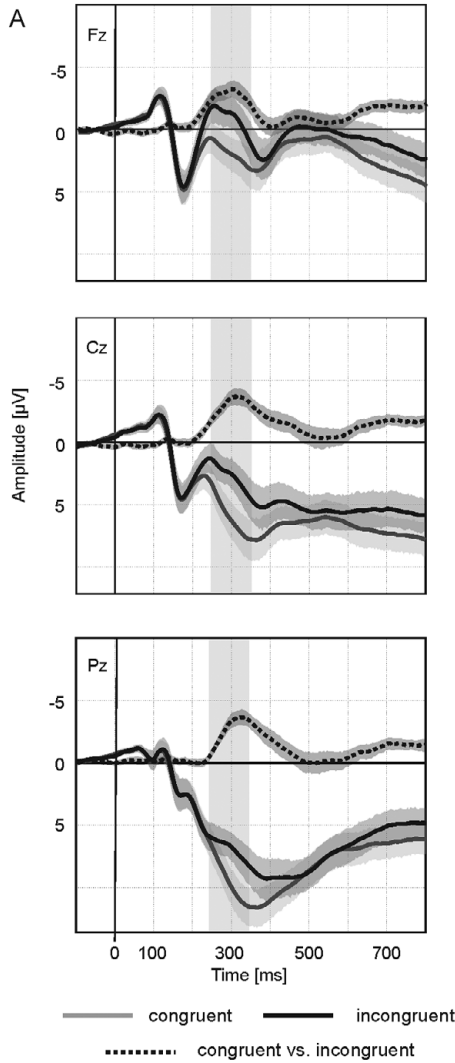 A
Fz
-5
0
5
Cz
-5
0
5
Amplitude [µV]
Pz
-5
0
5
0 100 300 500 700
Time [ms]
congruent incongruent
congruent vs. incongruent